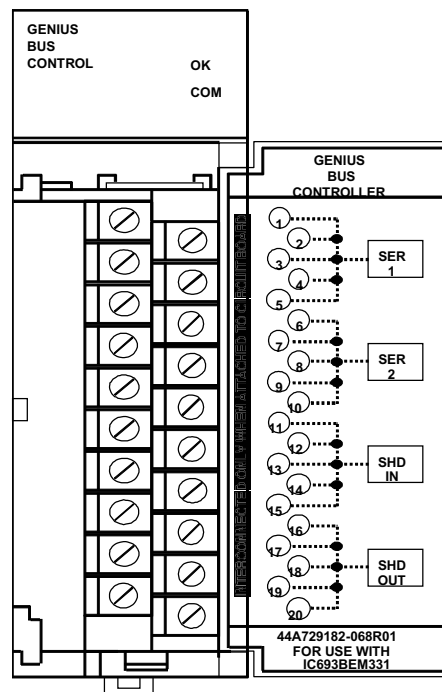 GENIUS
BUS
CONTROL
OK
COM
GENIUS
BUS
CONTROLLER
INTERCONNECTED ONLY WHEN ATTACHED TO CIRCUIT BOARD
1
2
3
4
5
SER
1
6
7
8
9
10
SER
2
11
12
13
14
15
SHD
IN
16
17
18
19
20
SHD
OUT
44A729182-068R01
FOR USE WITH
IC693BEM331